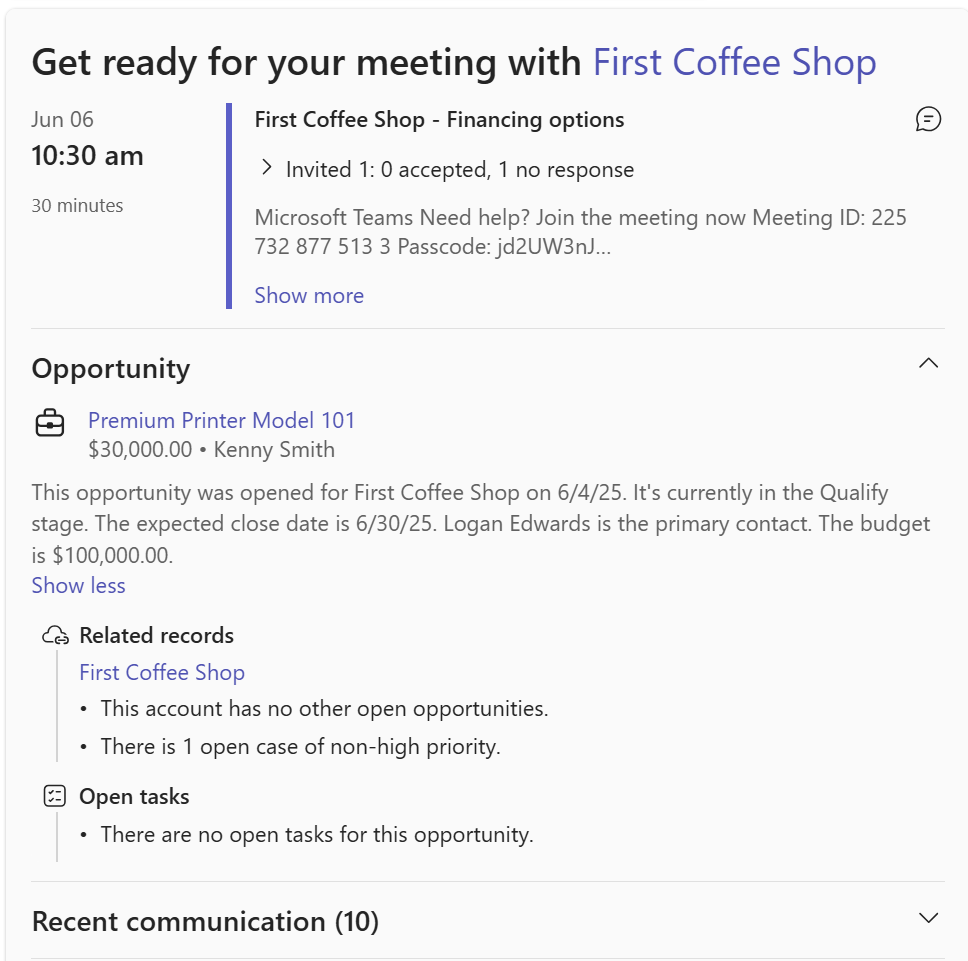 Get ready for your meeting with First Coffee Shop
Jun 06
10:30 am
30 minutes
First Coffee Shop - Financing options
Invited 1: 0 accepted, 1 no response
Microsoft Teams Need help? Join the meeting now Meeting ID: 225
732 877 513 3 Passcode: jd2UW3nJ...
Show more
Opportunity
Premium Printer Model 101
$30,000.00 • Kenny Smith
This opportunity was opened for First Coffee Shop on 6/4/25. It's currently in the Qualify
stage. The expected close date is 6/30/25. Logan Edwards is the primary contact. The budget
is $100,000.00.
Show less
Related records
First Coffee Shop
• This account has no other open opportunities.
• There is 1 open case of non-high priority.
Open tasks
• There are no open tasks for this opportunity.
Recent communication (10)